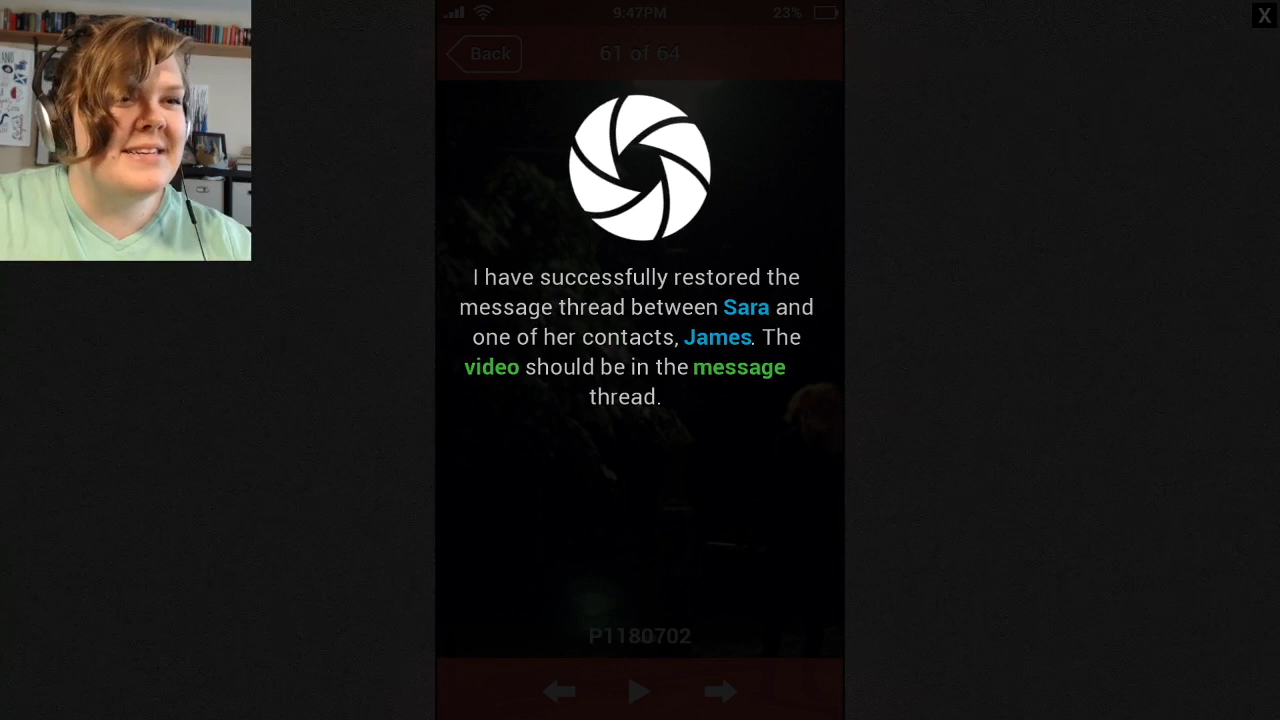 9:47PM
23%
X
Back
61 of 64
I have successfully restored the
message thread between Sara and
one of her contacts, James. The
video should be in the message
thread.
P1180702